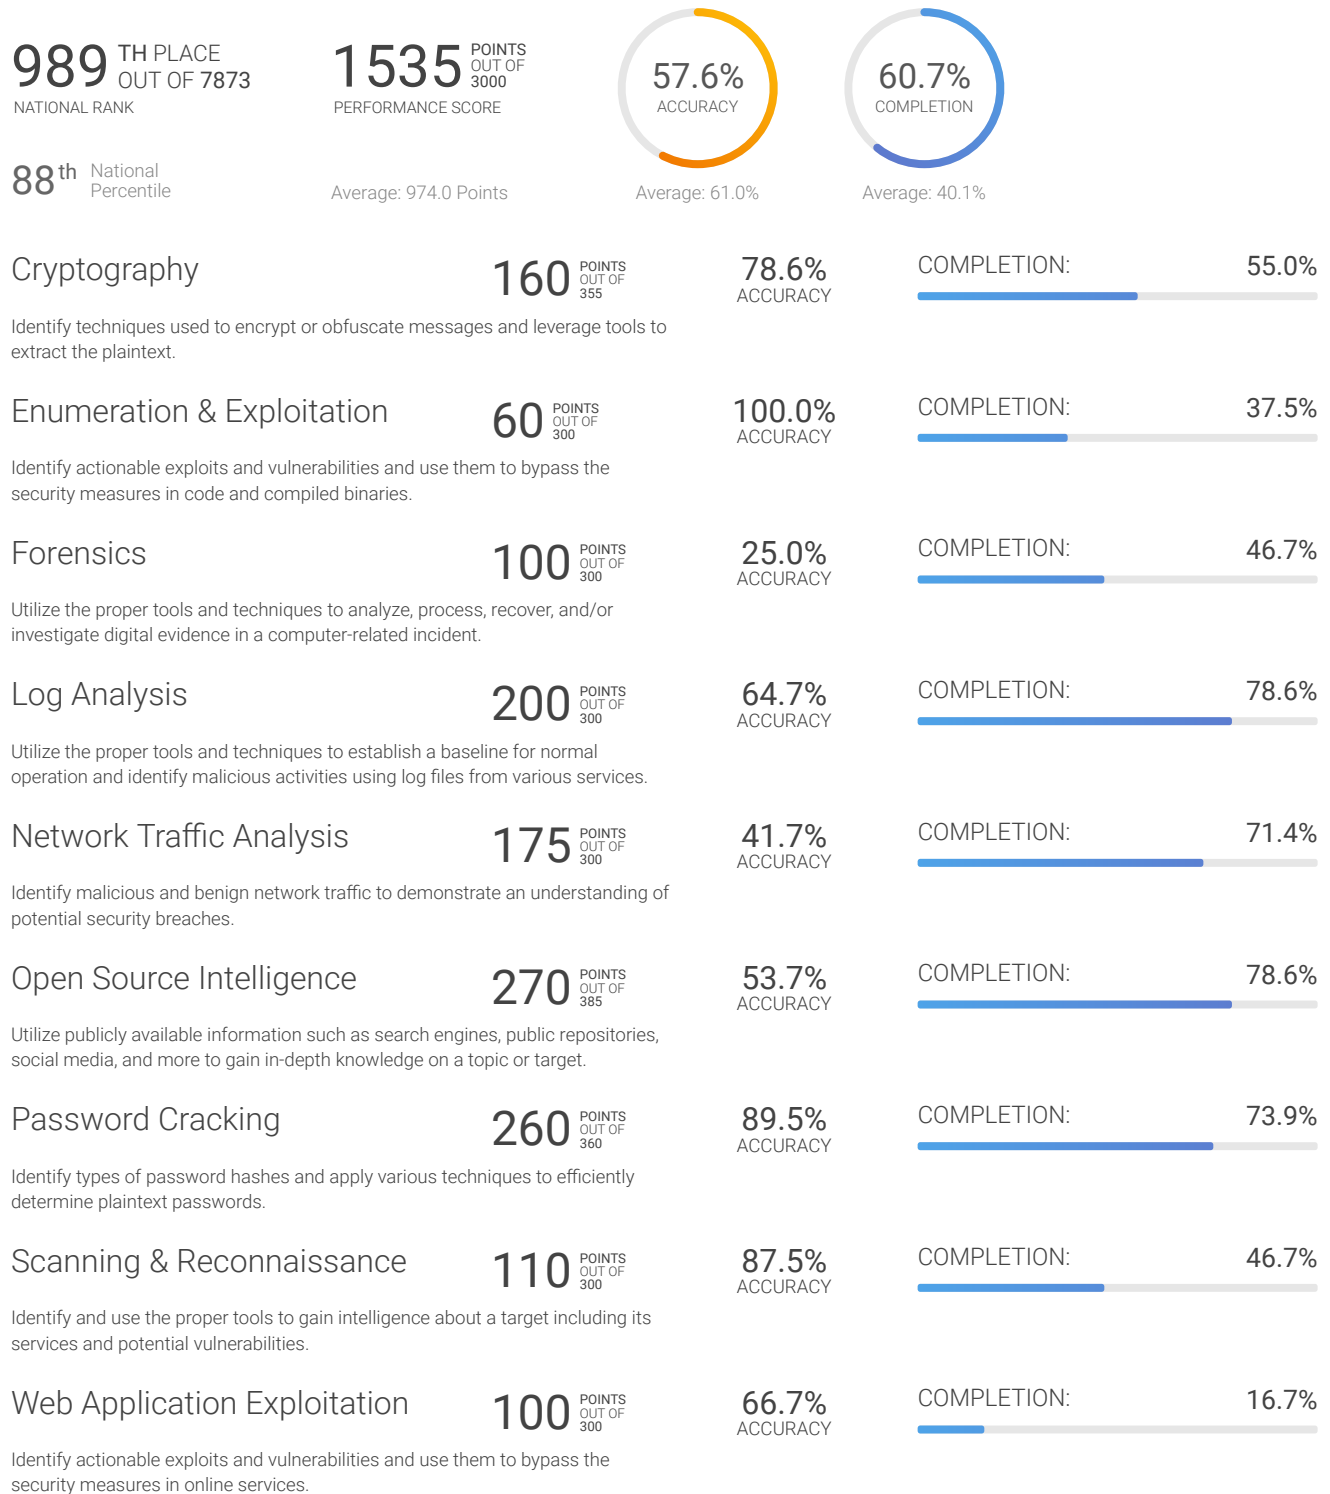 989 TH PLACE
OUT OF 7873
NATIONAL RANK
88th National
Percentile
1535 POINTS
OUT OF
3000
PERFORMANCE SCORE
Average: 974.0 Points
57.6%
ACCURACY
Average: 61.0%
60.7%
COMPLETION
Average: 40.1%
Cryptography
160 POINTS
OUT OF
355
78.6%
ACCURACY
COMPLETION: 55.0%
Identify techniques used to encrypt or obfuscate messages and leverage tools to
extract the plaintext.
Enumeration & Exploitation
60 POINTS
OUT OF
300
100.0%
ACCURACY
COMPLETION: 37.5%
Identify actionable exploits and vulnerabilities and use them to bypass the
security measures in code and compiled binaries.
Forensics
100 POINTS
OUT OF
300
25.0%
ACCURACY
COMPLETION: 46.7%
Utilize the proper tools and techniques to analyze, process, recover, and/or
investigate digital evidence in a computer-related incident.
Log Analysis
200 POINTS
OUT OF
300
64.7%
ACCURACY
COMPLETION: 78.6%
Utilize the proper tools and techniques to establish a baseline for normal
operation and identify malicious activities using log files from various services.
Network Traffic Analysis
175 POINTS
OUT OF
300
41.7%
ACCURACY
COMPLETION: 71.4%
Identify malicious and benign network traffic to demonstrate an understanding of
potential security breaches.
Open Source Intelligence
270 POINTS
OUT OF
385
53.7%
ACCURACY
COMPLETION: 78.6%
Utilize publicly available information such as search engines, public repositories,
social media, and more to gain in-depth knowledge on a topic or target.
Password Cracking
260 POINTS
OUT OF
360
89.5%
ACCURACY
COMPLETION: 73.9%
Identify types of password hashes and apply various techniques to efficiently
determine plaintext passwords.
Scanning & Reconnaissance
110 POINTS
OUT OF
300
87.5%
ACCURACY
COMPLETION: 46.7%
Identify and use the proper tools to gain intelligence about a target including its
services and potential vulnerabilities.
Web Application Exploitation
100 POINTS
OUT OF
300
66.7%
ACCURACY
COMPLETION: 16.7%
Identify actionable exploits and vulnerabilities and use them to bypass the
security measures in online services.